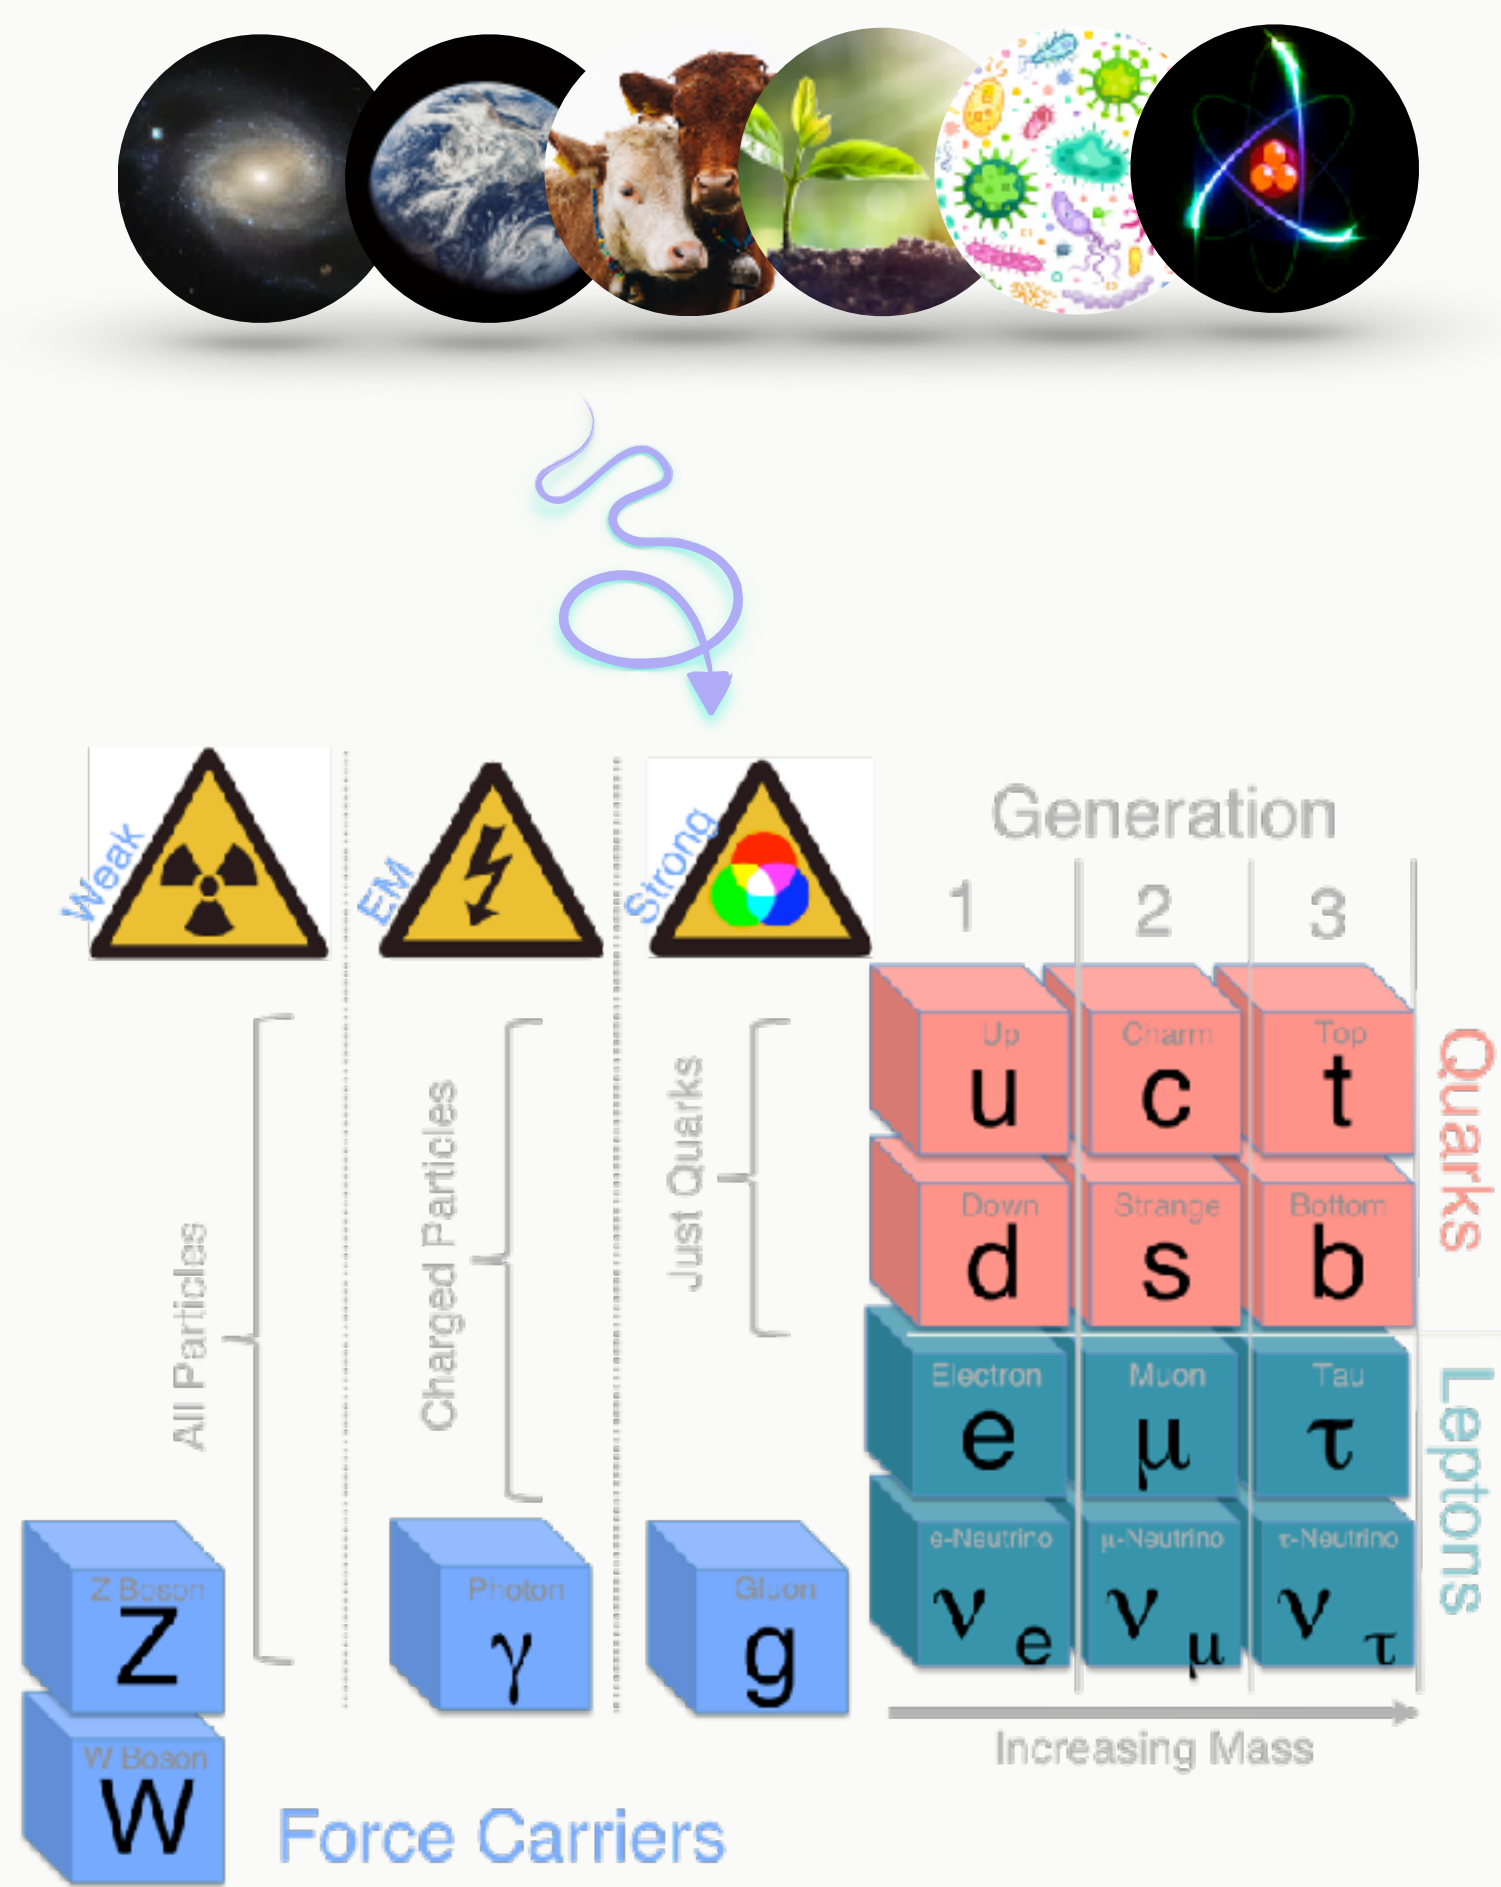 Weak
EM
Strong
Generation
1
2
3
Up
u
Charm
c
Top
t
Quarks
Down
d
Strange
s
Bottom
b
All Particles
Charged Particles
Just Quarks
Electron
e
Muon
μ
Tau
τ
Leptons
e-Neutrino
ν e
μ-Neutrino
ν μ
τ-Neutrino
ν τ
Z Boson
Z
Photon
γ
Gluon
g
Increasing Mass
W Boson
W
Force Carriers